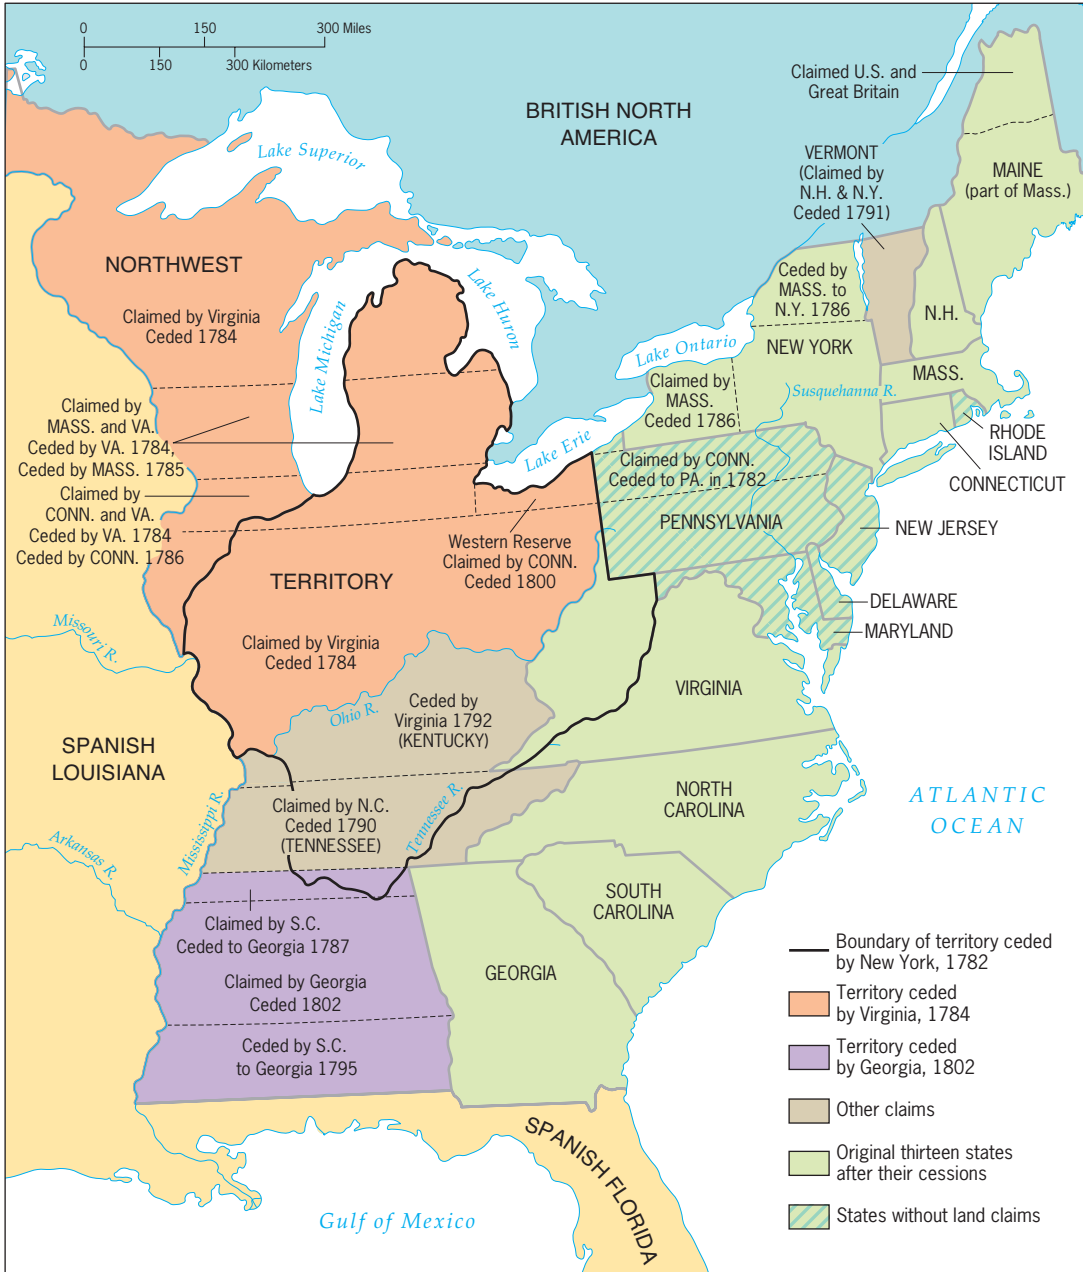 0 150 300 Miles
0 150 300 Kilometers
BRITISH NORTH
AMERICA
Claimed U.S. and
Great Britain
VERMONT
(Claimed by
N.H. & N.Y.
Ceded 1791)
MAINE
(part of Mass.)
Lake Superior
NORTHWEST
Claimed by Virginia
Ceded 1784
Lake Michigan
Lake Huron
Ceded by
MASS. to
N.Y. 1786
N.H.
Lake Ontario
NEW YORK
MASS.
Claimed by
MASS.
Ceded 1786
Susquehanna R.
RHODE
ISLAND
CONNECTICUT
Claimed by
MASS. and VA.
Ceded by VA. 1784,
Ceded by MASS. 1785
Claimed by
CONN. and VA.
Ceded by VA. 1784
Ceded by CONN. 1786
Lake Erie
Claimed by CONN.
Ceded to PA. in 1782
PENNSYLVANIA
NEW JERSEY
Western Reserve
Claimed by CONN.
Ceded 1800
TERRITORY
DELAWARE
MARYLAND
Missouri R.
Claimed by Virginia
Ceded 1784
Ohio R.
Ceded by
Virginia 1792
(KENTUCKY)
VIRGINIA
SPANISH
LOUISIANA
Mississippi R.
Arkansas R.
Claimed by N.C.
Ceded 1790
(TENNESSEE)
Tennessee R.
NORTH
CAROLINA
ATLANTIC
OCEAN
SOUTH
CAROLINA
Claimed by S.C.
Ceded to Georgia 1787
GEORGIA
Claimed by Georgia
Ceded 1802
Ceded by S.C.
to Georgia 1795
SPANISH FLORIDA
Gulf of Mexico
Boundary of territory ceded
by New York, 1782
Territory ceded
by Virginia, 1784
Territory ceded
by Georgia, 1802
Other claims
Original thirteen states
after their cessions
States without land claims